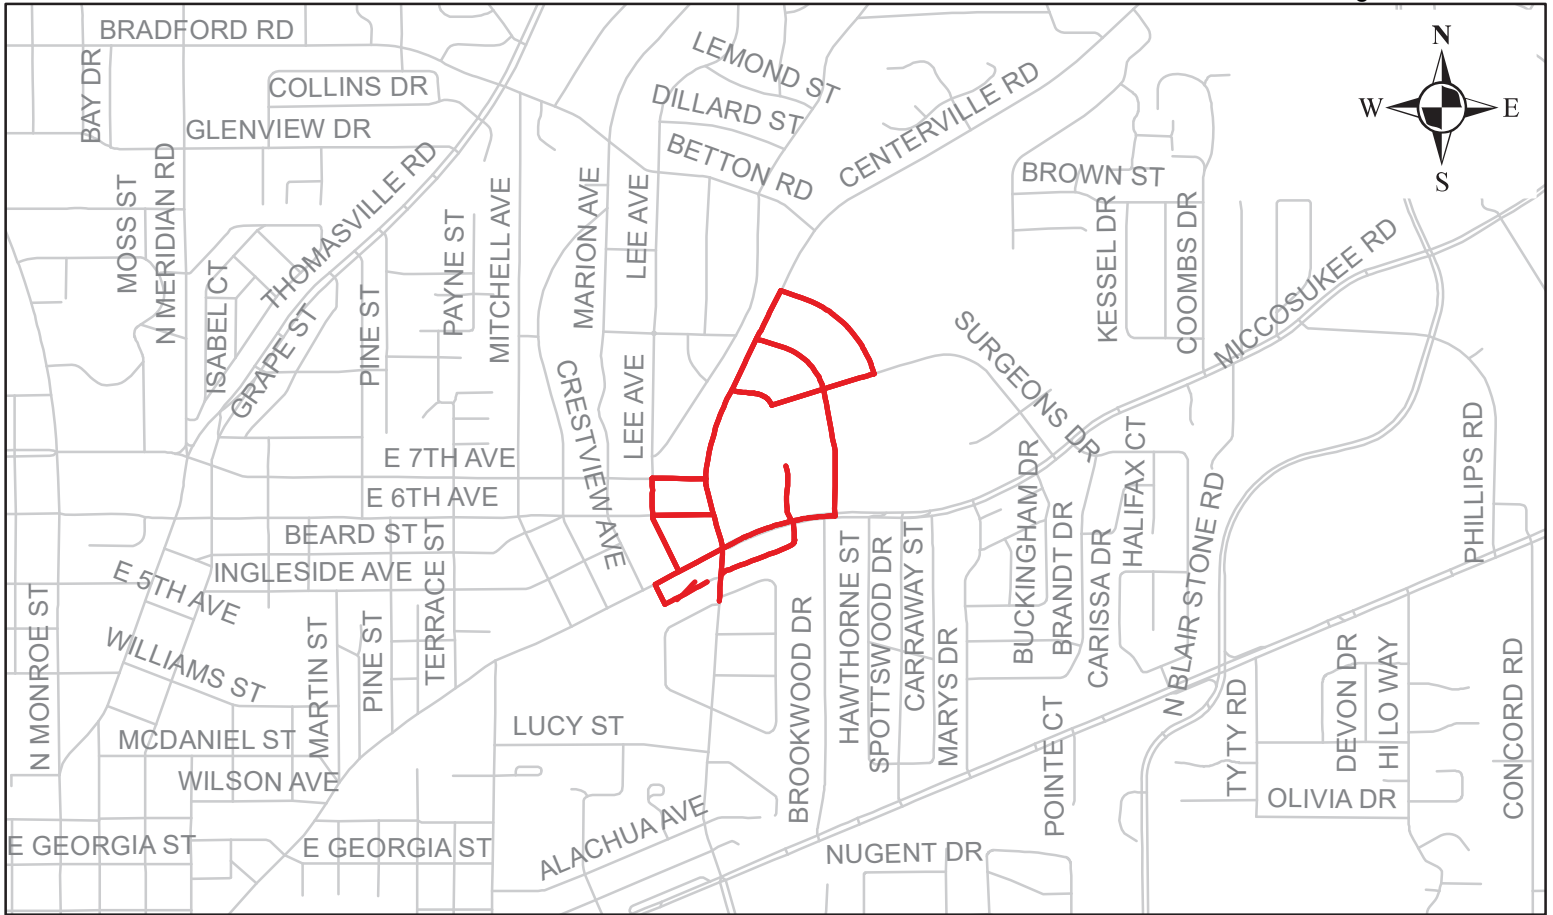 BRADFORD RD
BAY DR
COLLINS DR
GLENVIEW DR
LEMOND ST
DILLARD ST
BETTON RD
CENTERVILLE RD
N
W
E
S
BROWN ST
MOSS ST
N MERIDIAN RD
THOMASVILLE RD
ISABEL CT
GRAPE ST
PINE ST
PAYNE ST
MITCHELL AVE
MARION AVE
LEE AVE
KESSEL DR
COOMBS DR
MICCOSUKEE RD
SURGEONS DR
CRESTVIEW AVE
LEE AVE
E 7TH AVE
E 6TH AVE
BEARD ST
INGLESIDE AVE
E 5TH AVE
WILLIAMS ST
TERRACE ST
N MONROE ST
MARTIN ST
PINE ST
MCDANIEL ST
WILSON AVE
E GEORGIA ST
E GEORGIA ST
LUCY ST
ALACHUA AVE
BROOKWOOD DR
HAWTHORNE ST
SPOTTSWOOD DR
CARRAWAY ST
MARYS DR
BUCKINGHAM DR
BRANDT DR
CARISSA DR
HALIFAX CT
N BLAIR STONE RD
PHILLIPS RD
POINTE CT
TY TY RD
DEVON DR
HI LO WAY
CONCORD RD
OLIVIA DR
NUGENT DR